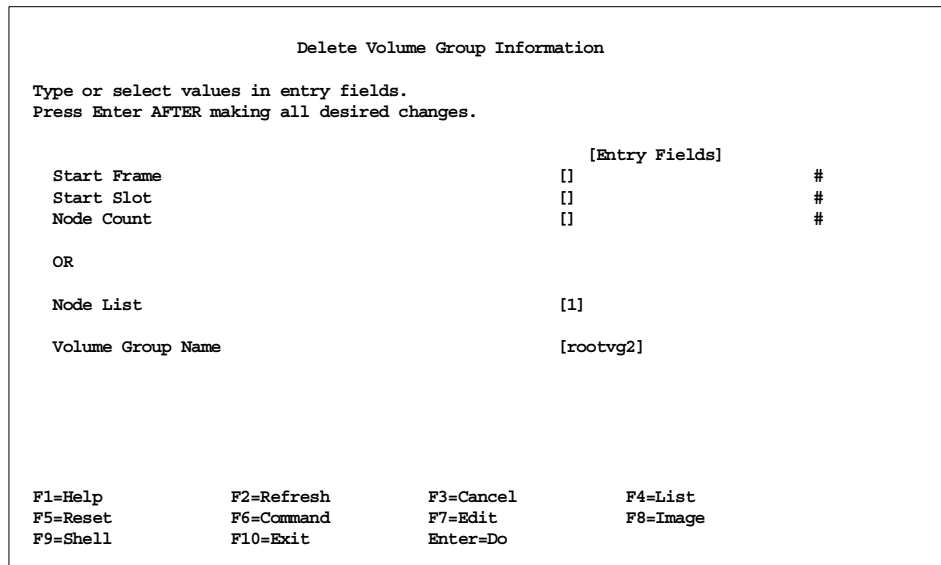 Delete Volume Group Information
Type or select values in entry fields.
Press Enter AFTER making all desired changes.
[Entry Fields]
Start Frame [] #
Start Slot [] #
Node Count [] #
OR
Node List [1]
Volume Group Name [rootvg2]
F1=Help F2=Refresh F3=Cancel F4=List
F5=Reset F6=Command F7=Edit F8=Image
F9=Shell F10=Exit Enter=Do